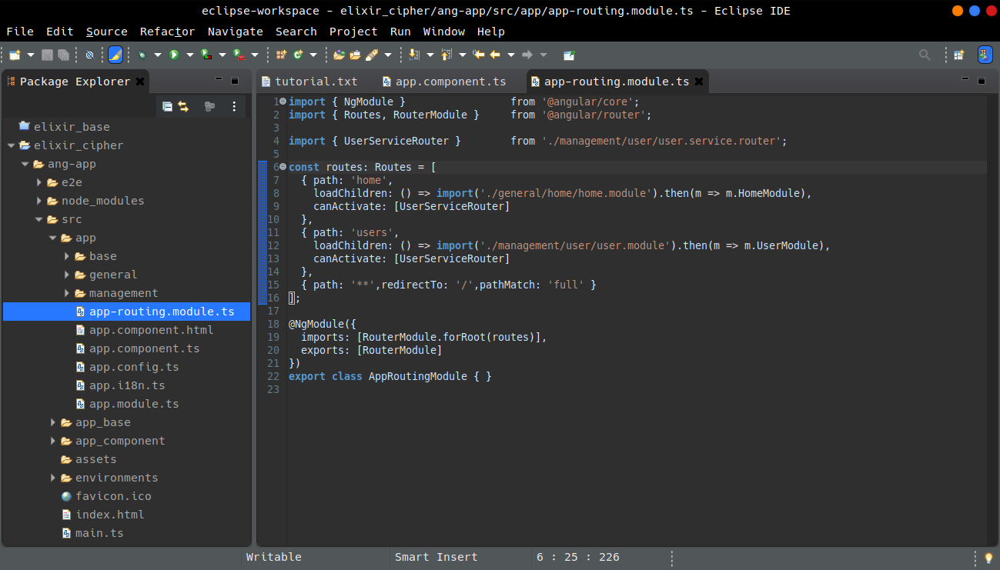 eclipse-workspace - elixir_cipher/ang-app/src/app/app-routing.module.ts - Eclipse IDE
File Edit Source Refactor Navigate Search Project Run Window Help
Package Explorer
elixir_base
elixir_cipher
ang-app
e2e
node_modules
src
app
base
general
management
app-routing.module.ts
app.component.html
app.component.ts
app.config.ts
app.i18n.ts
app.module.ts
app_base
app_component
assets
environments
favicon.ico
index.html
main.ts
tutorial.txt app.component.ts app-routing.module.ts
1 import { NgModule }                 from '@angular/core';
2 import { Routes, RouterModule }     from '@angular/router';
3
4 import { UserServiceRouter }        from './management/user/user.service.router';
5
6 const routes: Routes = [
7   { path: 'home',
8     loadChildren: () => import('./general/home/home.module').then(m => m.HomeModule),
9     canActivate: [UserServiceRouter]
10   },
11   { path: 'users',
12     loadChildren: () => import('./management/user/user.module').then(m => m.UserModule),
13     canActivate: [UserServiceRouter]
14   },
15   { path: '**',redirectTo: '/',pathMatch: 'full' }
16 ];
17
18 @NgModule({
19   imports: [RouterModule.forRoot(routes)],
20   exports: [RouterModule]
21 })
22 export class AppRoutingModule { }
23
Writable Smart Insert 6 : 25 : 226